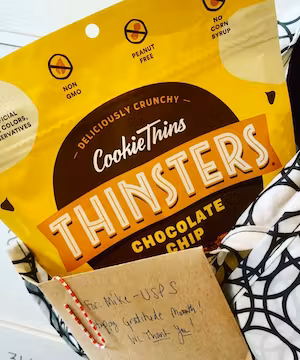 NO
CORN
SYRUP
PEANUT
FREE
NON
GMO
COLORS,
DELICIOUSLY CRUNCHY
CookieThins
THINSTERS
CHOCOLATE
CHIP
Mike - USPS
Happy Gratitude Month!
We Thank You